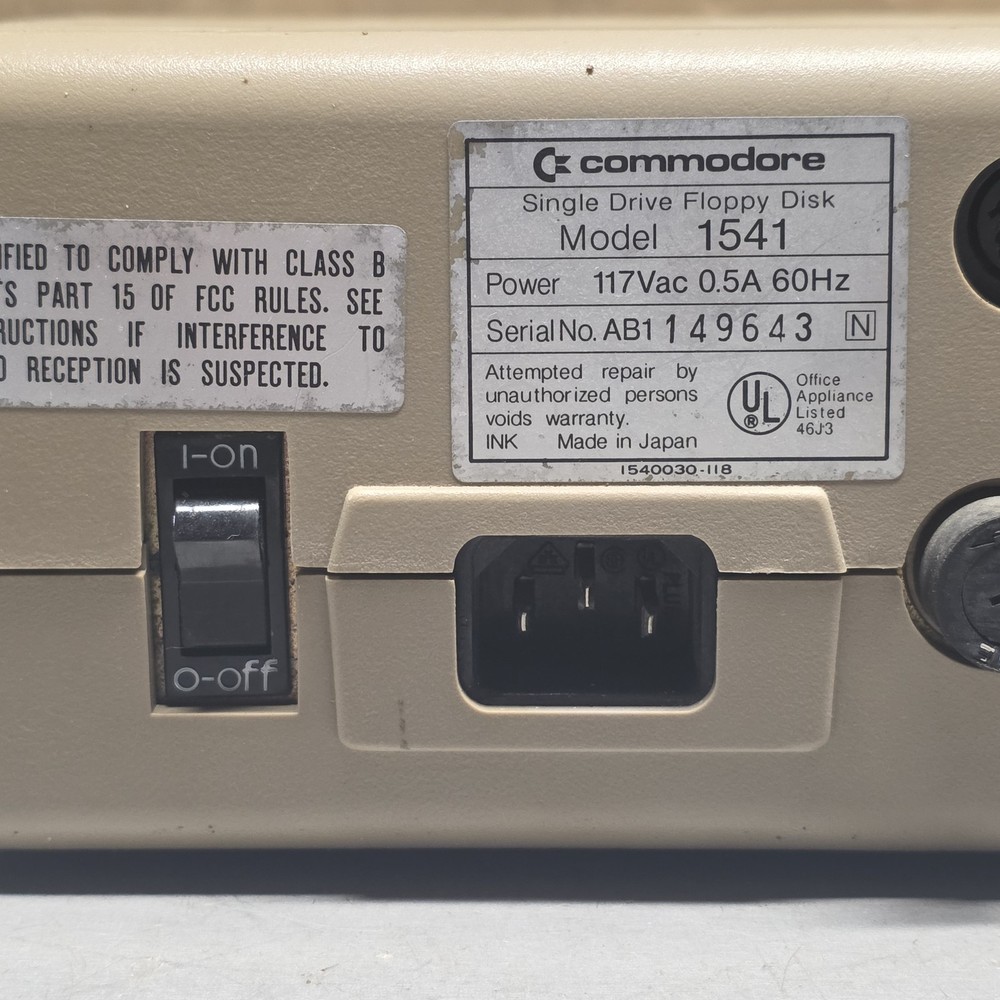 IFIED TO COMPLY WITH CLASS B
TS PART 15 OF FCC RULES. SEE
RUCTIONS IF INTERFERENCE TO
O RECEPTION IS SUSPECTED.
commodore
Single Drive Floppy Disk
Model 1541
Power 117Vac 0.5A 60Hz
Serial No. AB1 149643 N
Attempted repair by
unauthorized persons
voids warranty.
INK Made in Japan
UL ®
Office
Appliance
Listed
46J3
1540030-118
I-on
O-off